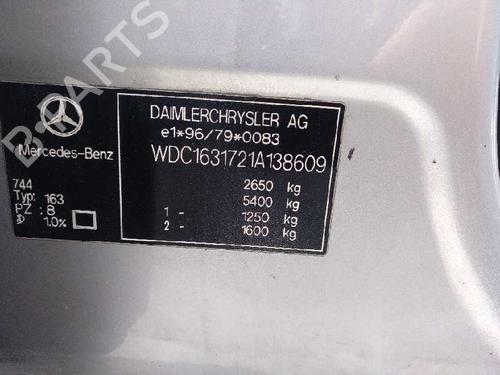 DAIMLERCHRYSLER AG
e1*96/79*0083
WDC1631721A138609
Mercedes-Benz
2650 kg
5400 kg
1 - 1250 kg
2 - 1600 kg
744
Typ: 163
PZ : 8
1.0%
B-PARTS